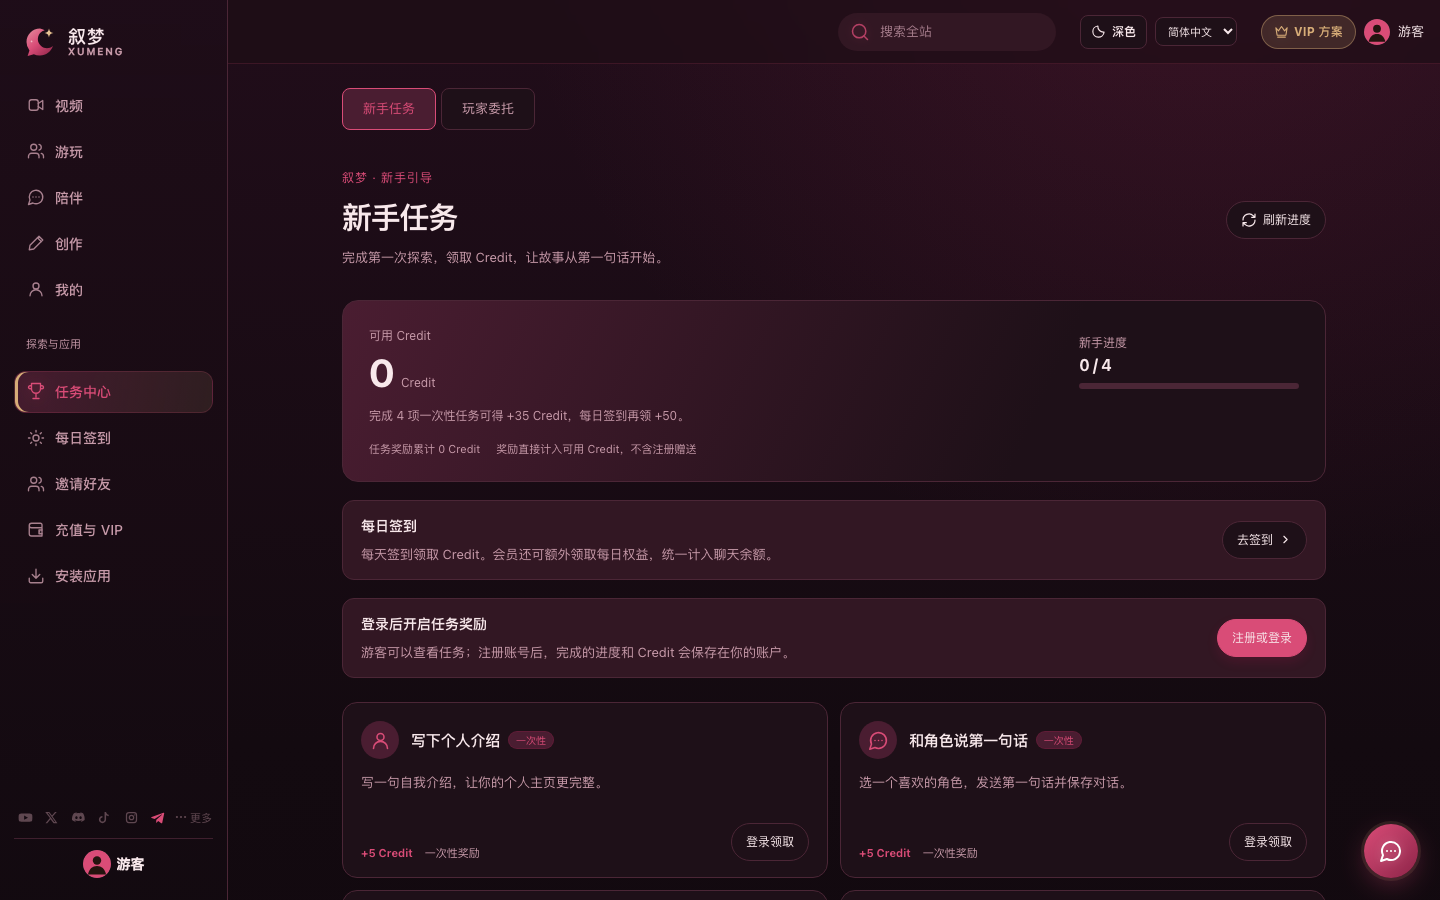 叙梦
XUMENG
搜索全站
深色
简体中文
VIP 方案
游客
视频
游玩
陪伴
创作
我的
探索与应用
任务中心
每日签到
邀请好友
充值与 VIP
安装应用
更多
游客
新手任务
玩家委托
叙梦 · 新手引导
新手任务
完成第一次探索，领取 Credit，让故事从第一句话开始。
刷新进度
可用 Credit
0 Credit
完成 4 项一次性任务可得 +35 Credit，每日签到再领 +50。
任务奖励累计 0 Credit 奖励直接计入可用 Credit，不含注册赠送
新手进度
0 / 4
每日签到
每天签到领取 Credit。会员还可额外领取每日权益，统一计入聊天余额。
去签到
登录后开启任务奖励
游客可以查看任务；注册账号后，完成的进度和 Credit 会保存在你的账户。
注册或登录
写下个人介绍 一次性
写一句自我介绍，让你的个人主页更完整。
+5 Credit 一次性奖励
登录领取
和角色说第一句话 一次性
选一个喜欢的角色，发送第一句话并保存对话。
+5 Credit 一次性奖励
登录领取